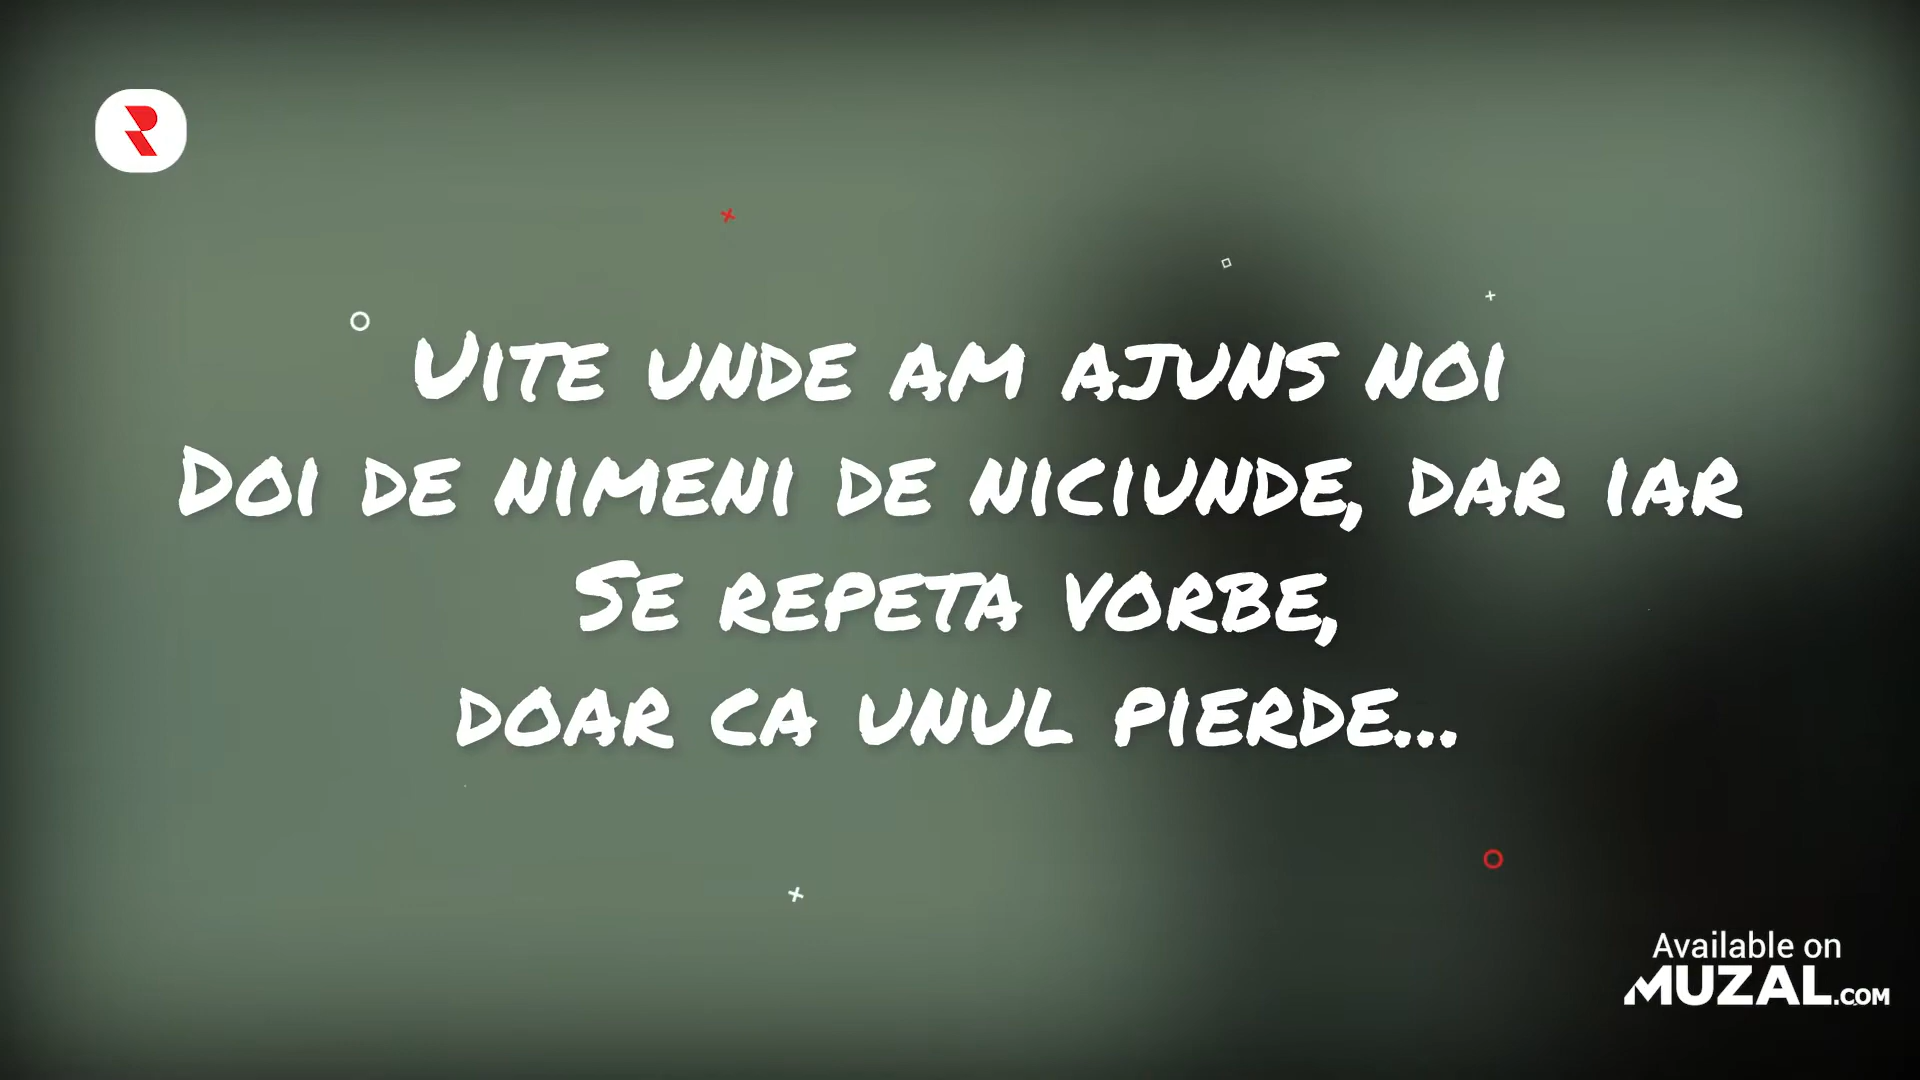 Uite unde am ajuns noi
Doi de nimeni de niciunde, dar iar
Se repeta vorbe,
doar ca unul pierde...
Available on
MUZAL.COM